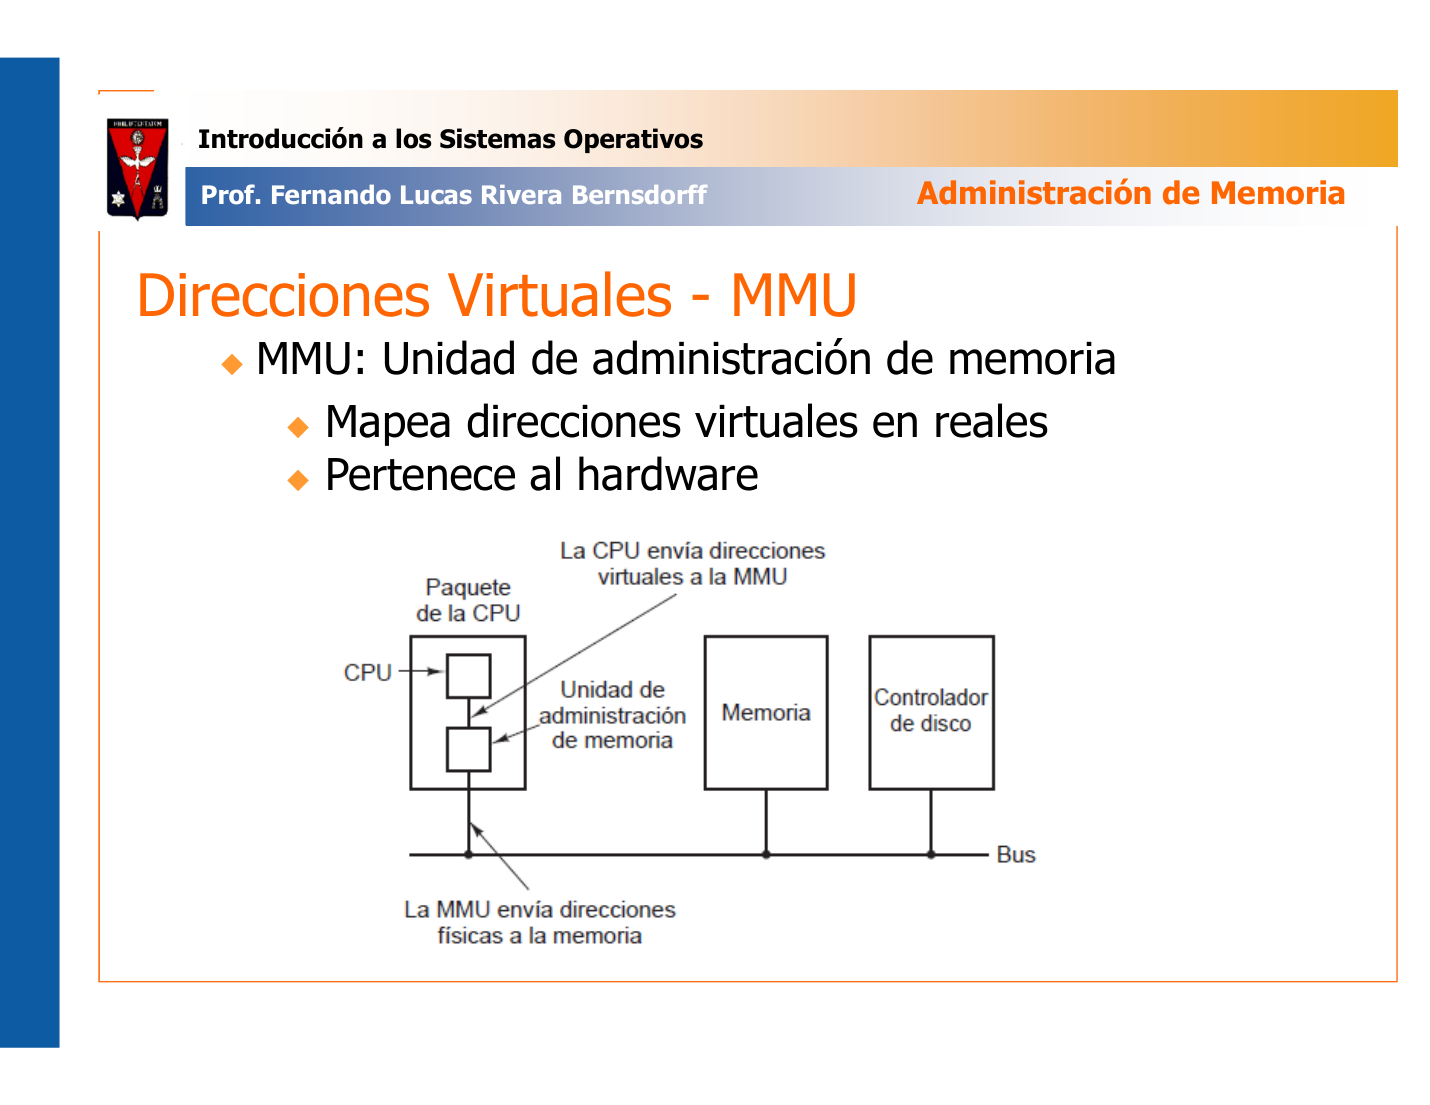 Introducción a los Sistemas Operativos
Prof. Fernando Lucas Rivera Bernsdorff
Administración de Memoria
Direcciones Virtuales - MMU
MMU: Unidad de administración de memoria
Mapea direcciones virtuales en reales
Pertenece al hardware
La CPU envía direcciones
virtuales a la MMU
Paquete
de la CPU
CPU
Unidad de
administración
de memoria
Memoria
Controlador
de disco
Bus
La MMU envía direcciones
físicas a la memoria